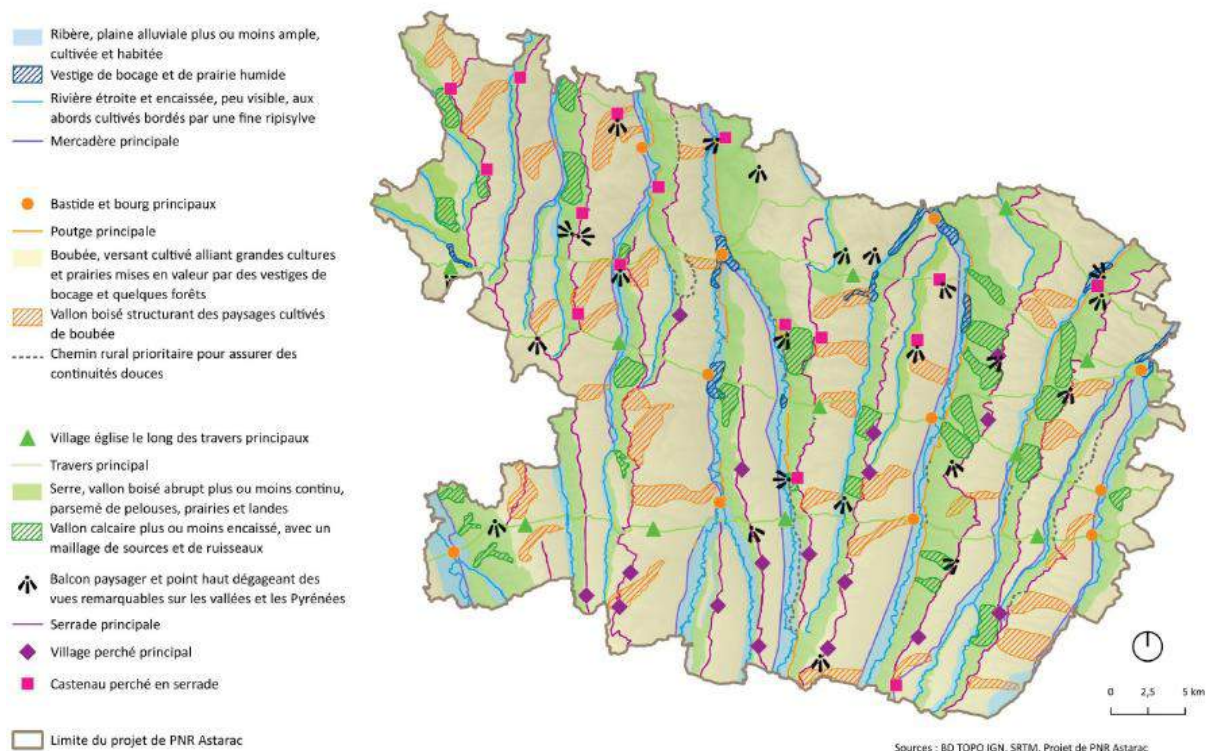 Ribère, plaine alluviale plus ou moins ample,
cultivée et habitée
Vestige de bocage et de prairie humide
Rivière étroite et encaissée, peu visible, aux
abords cultivés bordés par une fine ripisylve
Mercadère principale
Bastide et bourg principaux
Poutge principale
Boubée, versant cultivé alliant grandes cultures
et prairies mises en valeur par des vestiges de
bocage et quelques forêts
Vallon boisé structurant des paysages cultivés
de boubée
Chemin rural prioritaire pour assurer des
continuités douces
Village église le long des travers principaux
Travers principal
Serre, vallon boisé abrupt plus ou moins continu,
parsemé de pelouses, prairies et landes
Vallon calcaire plus ou moins encaissé, avec un
maillage de sources et de ruisseaux
Balcon paysager et point haut dégageant des
vues remarquables sur les vallées et les Pyrénées
Serrade principale
Village perché principal
Castenau perché en serrade
Limite du projet de PNR Astarac
0 2,5 5 km
Sources : BD TOPO IGN, SRTM, Projet de PNR Astarac